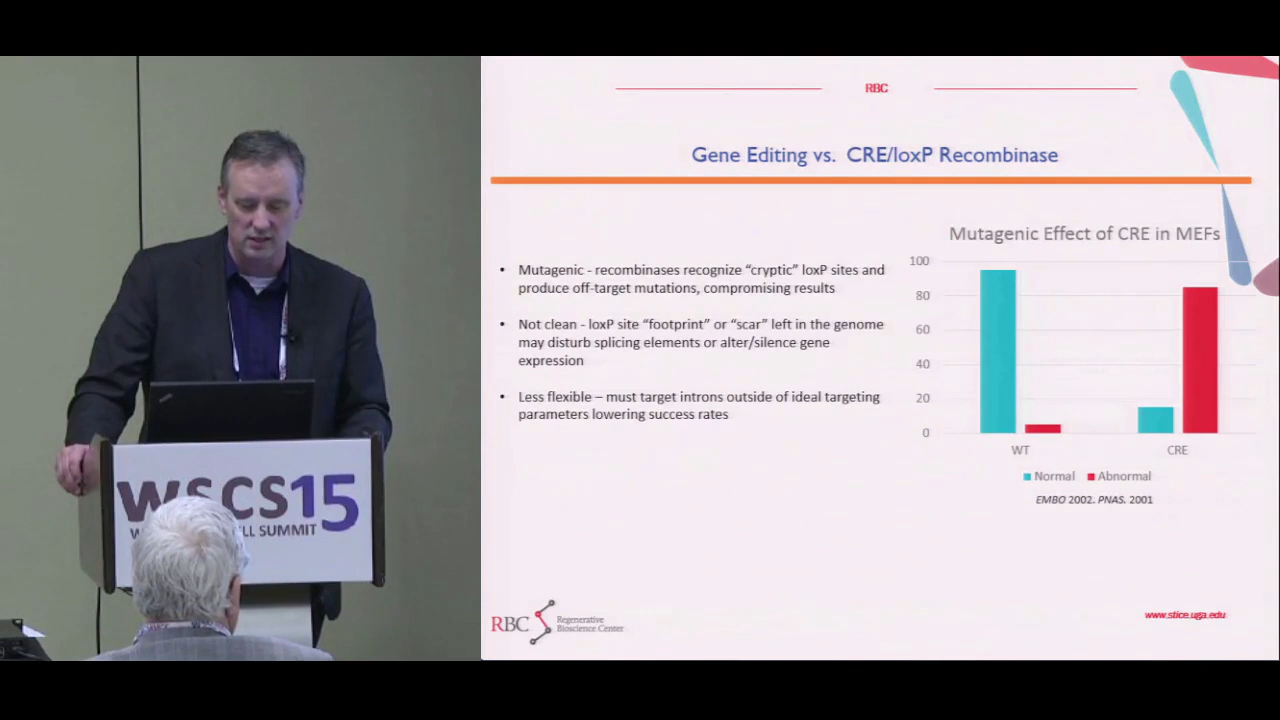 RBC
Gene Editing vs. CRE/loxP Recombinase
• Mutagenic - recombinases recognize “cryptic” loxP sites and
produce off-target mutations, compromising results
• Not clean - loxP site “footprint” or “scar” left in the genome
may disturb splicing elements or alter/silence gene
expression
• Less flexible – must target introns outside of ideal targeting
parameters lowering success rates
Mutagenic Effect of CRE in MEFs
100
80
60
40
20
0
WT CRE
Normal Abnormal
EMBO 2002. PNAS. 2001
RBC
Regenerative
Bioscience Center
www.stice.uga.edu
WSCS15
LL SUMMIT